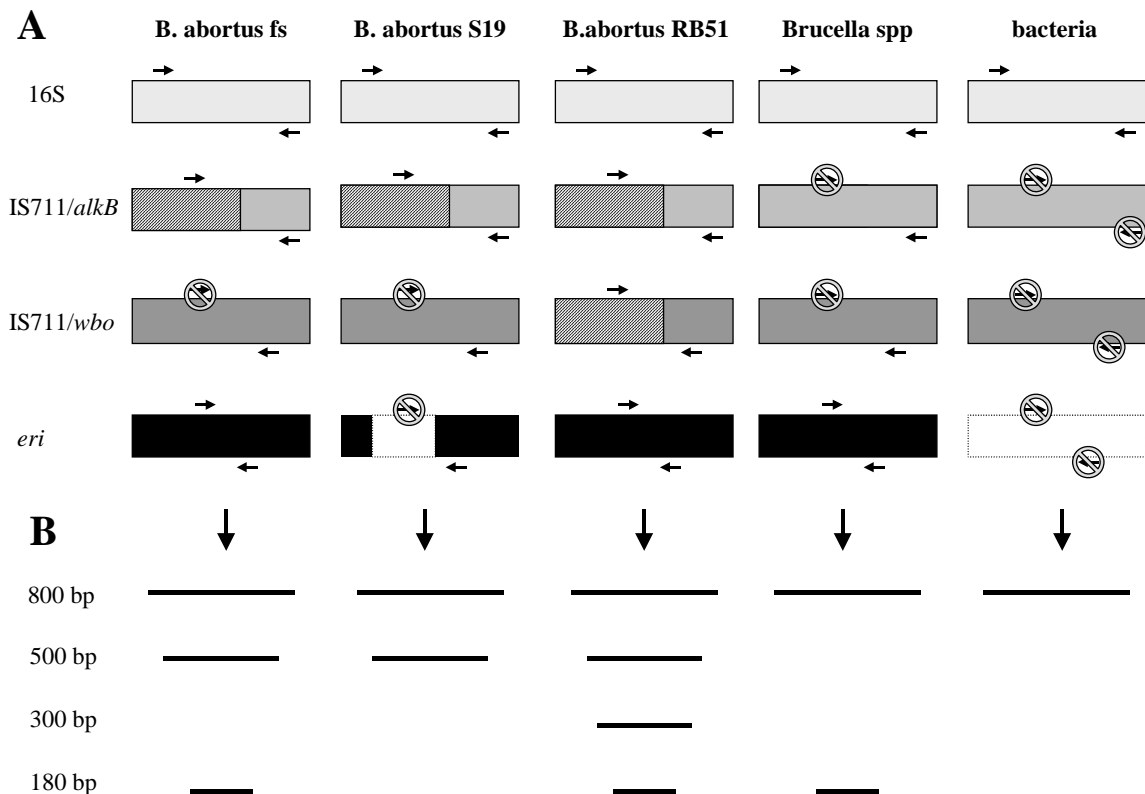 A
B. abortus fs
B. abortus S19
B.abortus RB51
Brucella spp
bacteria
16S
IS711/alkB
IS711/wbo
eri
B
800 bp
500 bp
300 bp
180 bp